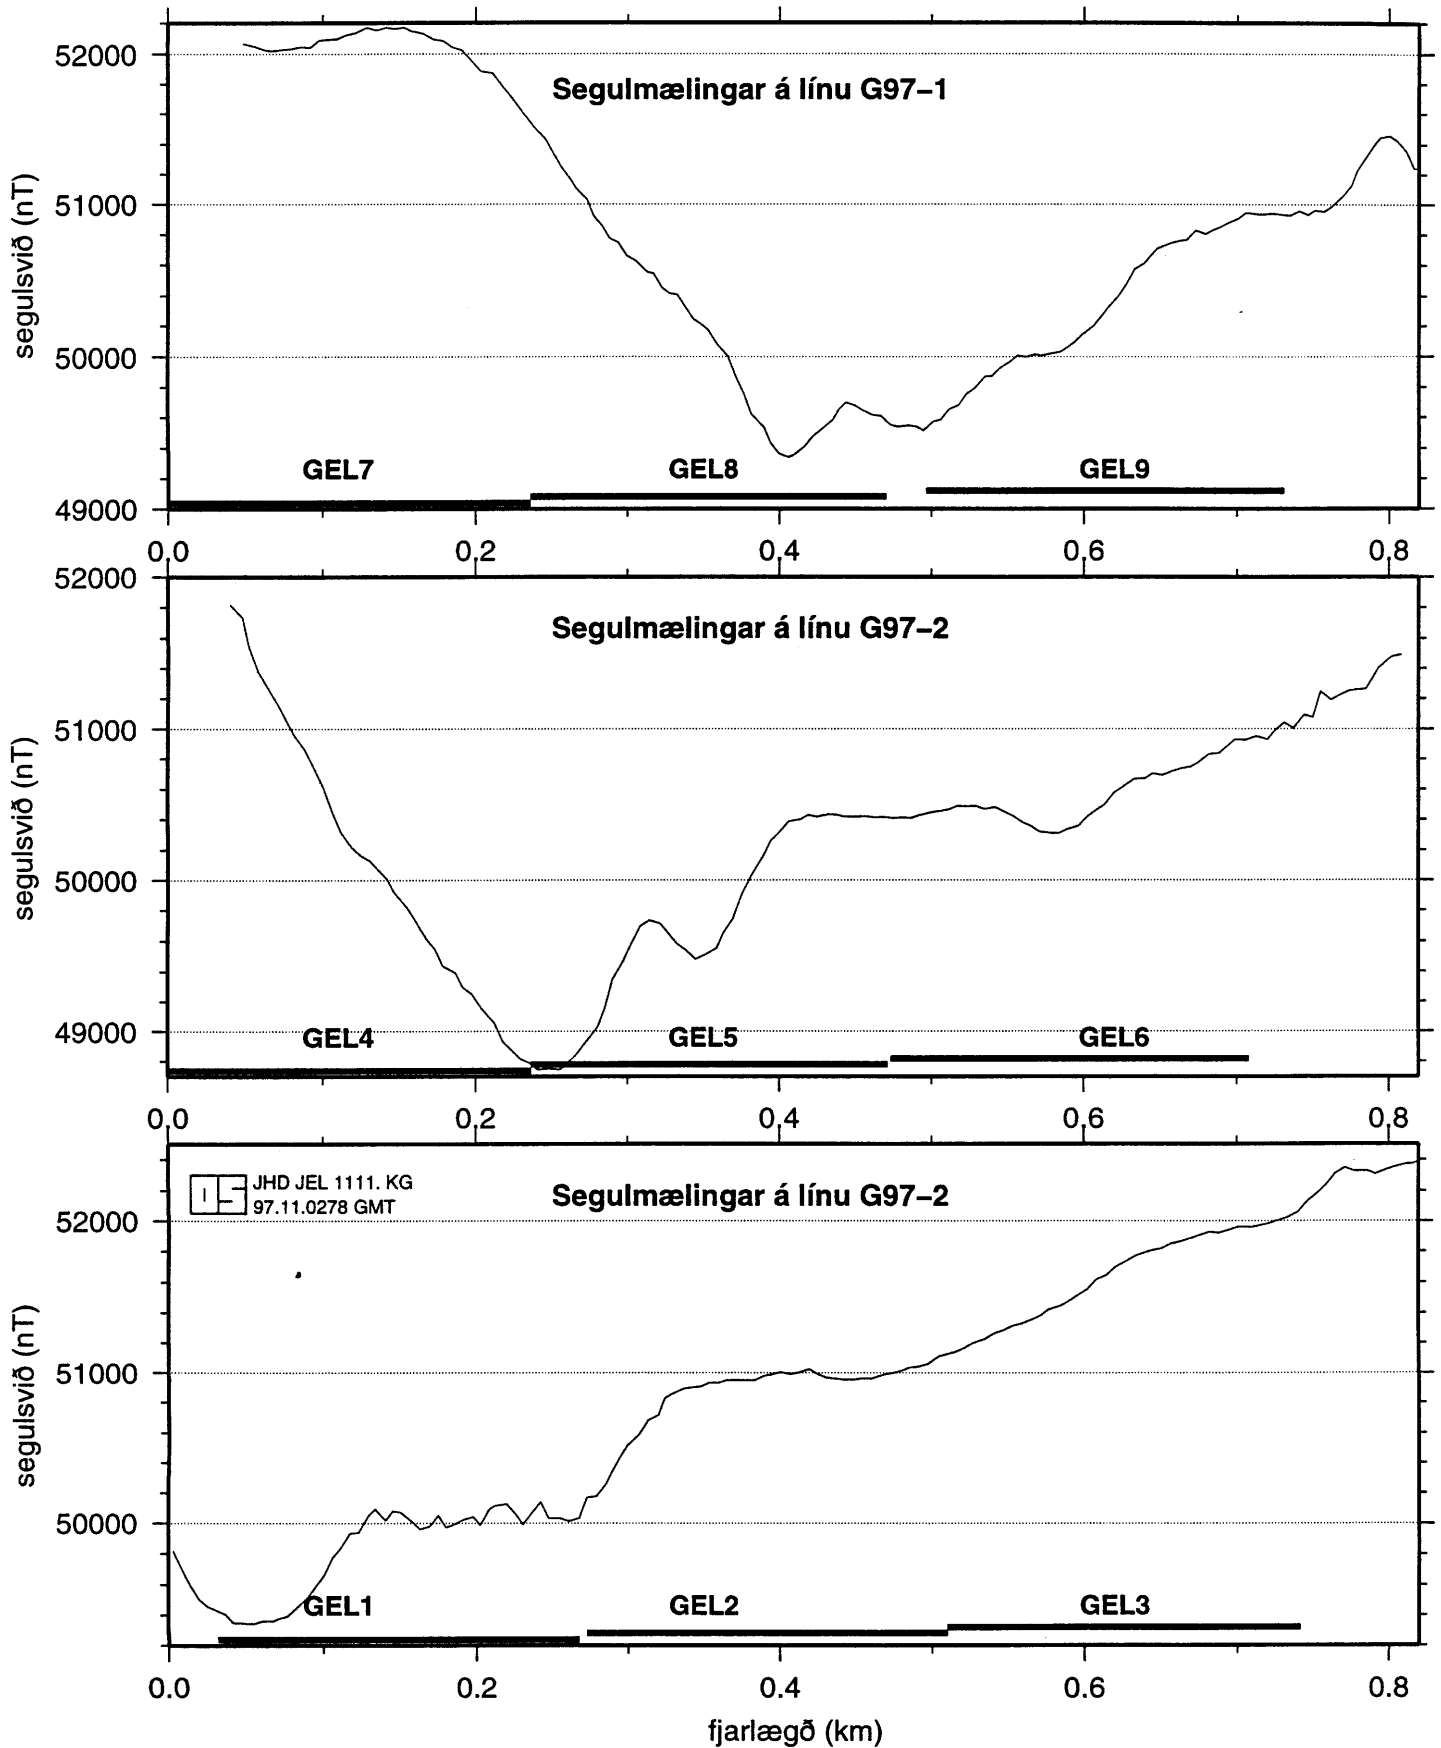 Segulmælingar á línu G97–1
segulsvið (nT)
52000
51000
50000
49000
GEL7 GEL8 GEL9
0.0 0.2 0.4 0.6 0.8
Segulmælingar á línu G97–2
segulsvið (nT)
52000
51000
50000
49000
GEL4 GEL5 GEL6
0.0 0.2 0.4 0.6 0.8
JHD JEL 1111. KG
97.11.0278 GMT
Segulmælingar á línu G97–2
segulsvið (nT)
52000
51000
50000
GEL1 GEL2 GEL3
0.0 0.2 0.4 0.6 0.8
fjarlægð (km)